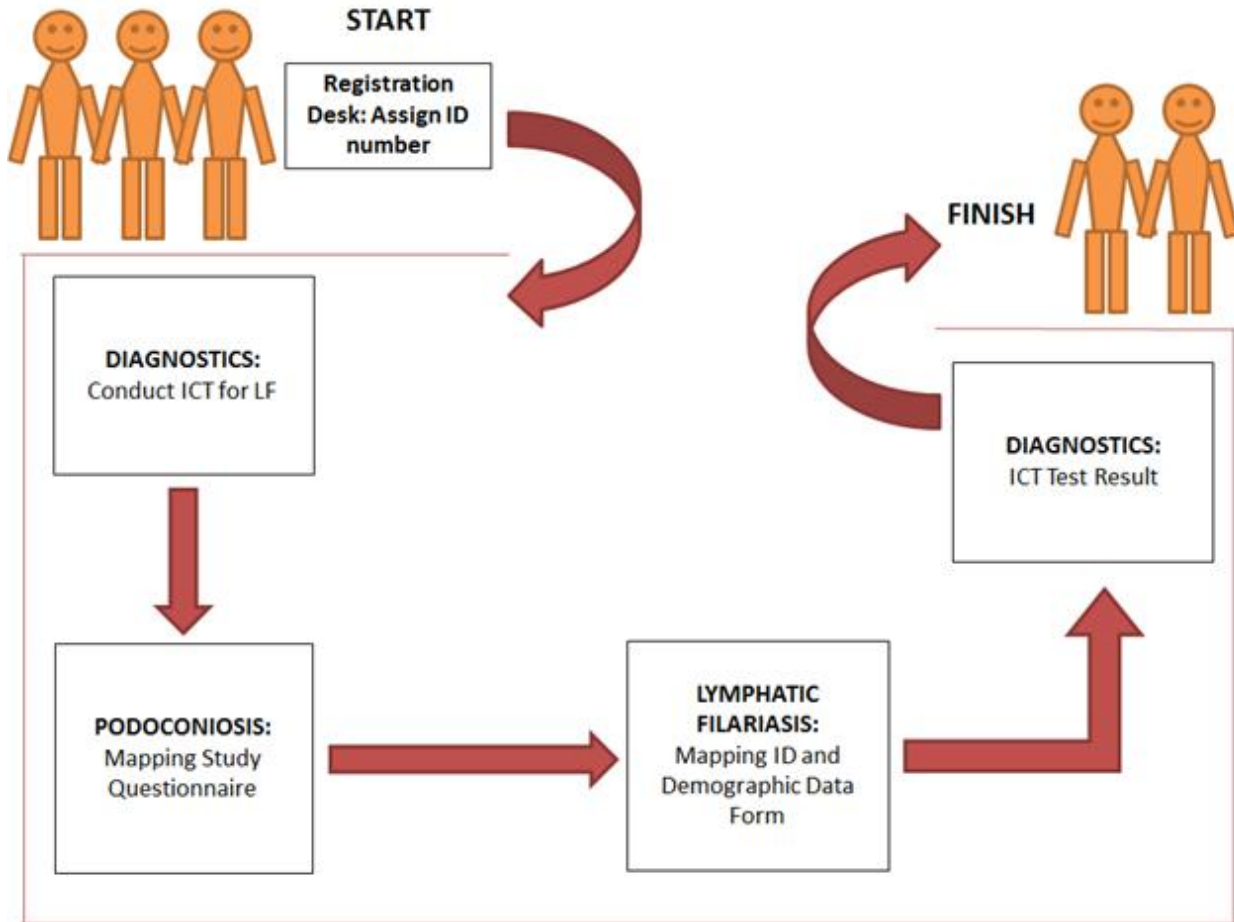 START
Registration
Desk: Assign ID
number
FINISH
DIAGNOSTICS:
Conduct ICT for LF
DIAGNOSTICS:
ICT Test Result
PODOCONIOSIS:
Mapping Study
Questionnaire
LYMPHATIC
FILARIASIS:
Mapping ID and
Demographic Data
Form